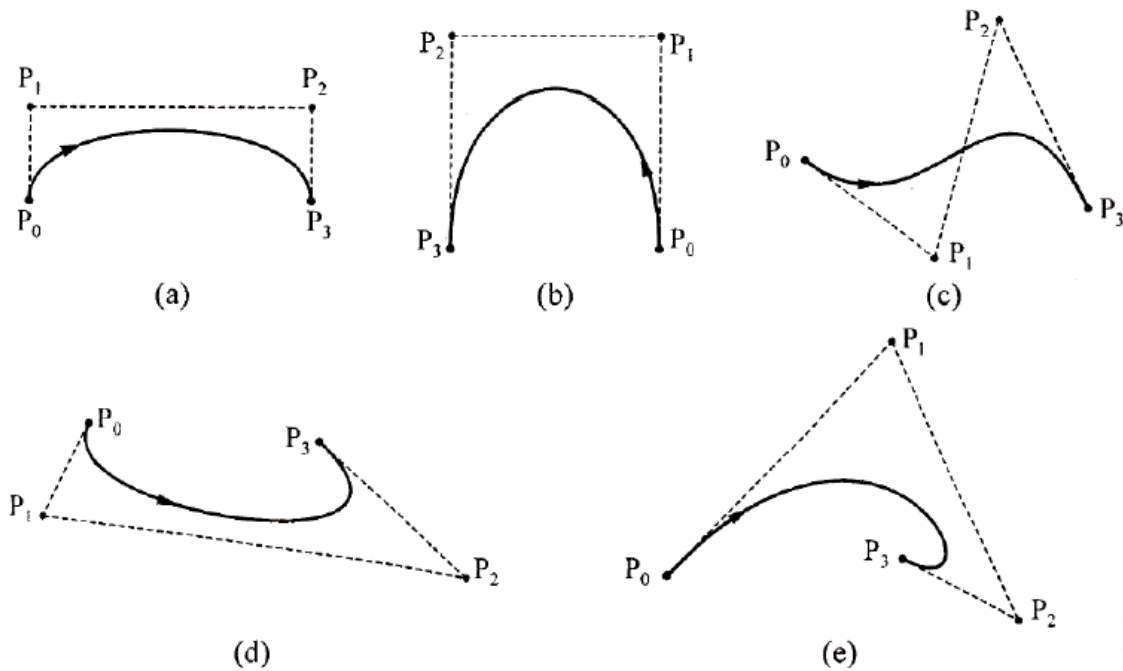 P₁ P₂
P₀ P₃
(a)
P₂ P₁
P₃ P₀
(b)
P₂
P₀
P₃
P₁
(c)
P₀
P₃
P₁
P₂
(d)
P₁
P₃
P₀
P₂
(e)